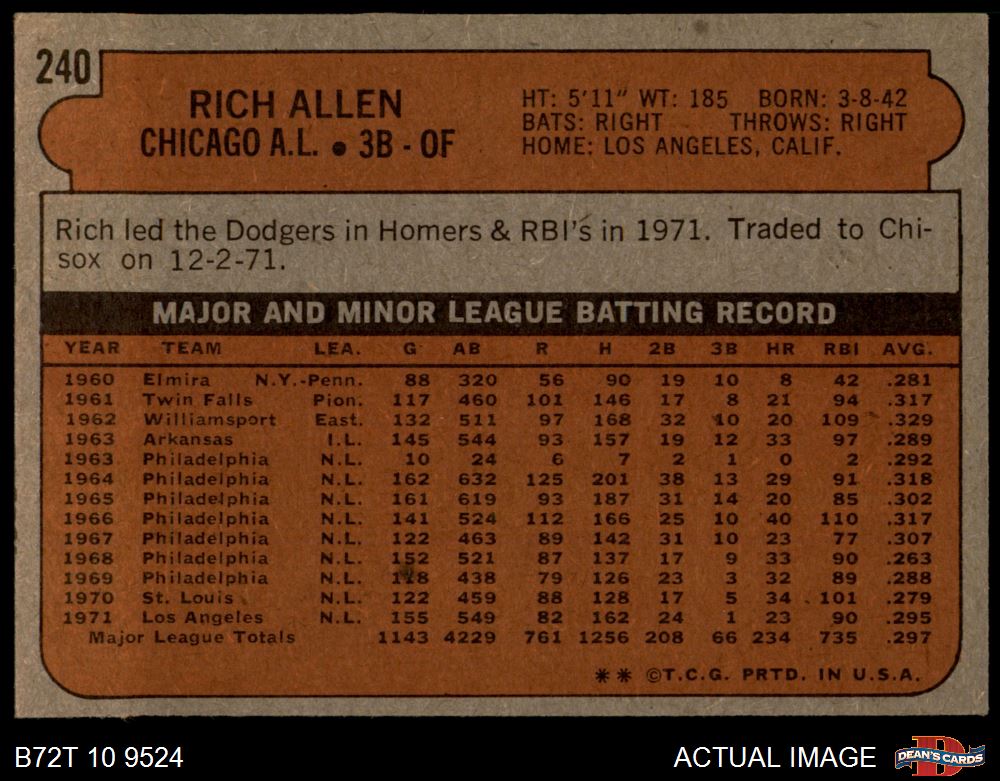 240
RICH ALLEN
CHICAGO A.L. • 3B - OF
HT: 5'11" WT: 185 BORN: 3-8-42
BATS: RIGHT THROWS: RIGHT
HOME: LOS ANGELES, CALIF.
Rich led the Dodgers in Homers & RBI's in 1971. Traded to Chi-
sox on 12-2-71.
MAJOR AND MINOR LEAGUE BATTING RECORD
YEAR TEAM LEA. G AB R H 2B 3B HR RBI AVG.
1960 Elmira N.Y.-Penn. 88 320 56 90 19 10 8 42 .281
1961 Twin Falls Pion. 117 460 101 146 17 8 21 94 .317
1962 Williamsport East. 132 511 97 168 32 10 20 109 .329
1963 Arkansas I.L. 145 544 93 157 19 12 33 97 .289
1963 Philadelphia N.L. 10 24 6 7 2 1 0 2 .292
1964 Philadelphia N.L. 162 632 125 201 38 13 29 91 .318
1965 Philadelphia N.L. 161 619 93 187 31 14 20 85 .302
1966 Philadelphia N.L. 141 524 112 166 25 10 40 110 .317
1967 Philadelphia N.L. 122 463 89 142 31 10 23 77 .307
1968 Philadelphia N.L. 152 521 87 137 17 9 33 90 .263
1969 Philadelphia N.L. 118 438 79 126 23 3 32 89 .288
1970 St. Louis N.L. 122 459 88 128 17 5 34 101 .279
1971 Los Angeles N.L. 155 549 82 162 24 1 23 90 .295
Major League Totals 1143 4229 761 1256 208 66 234 735 .297
** ©T.C.G. PRTD. IN U.S.A.
B72T 10 9524
ACTUAL IMAGE
D
DEAN'S CARDS